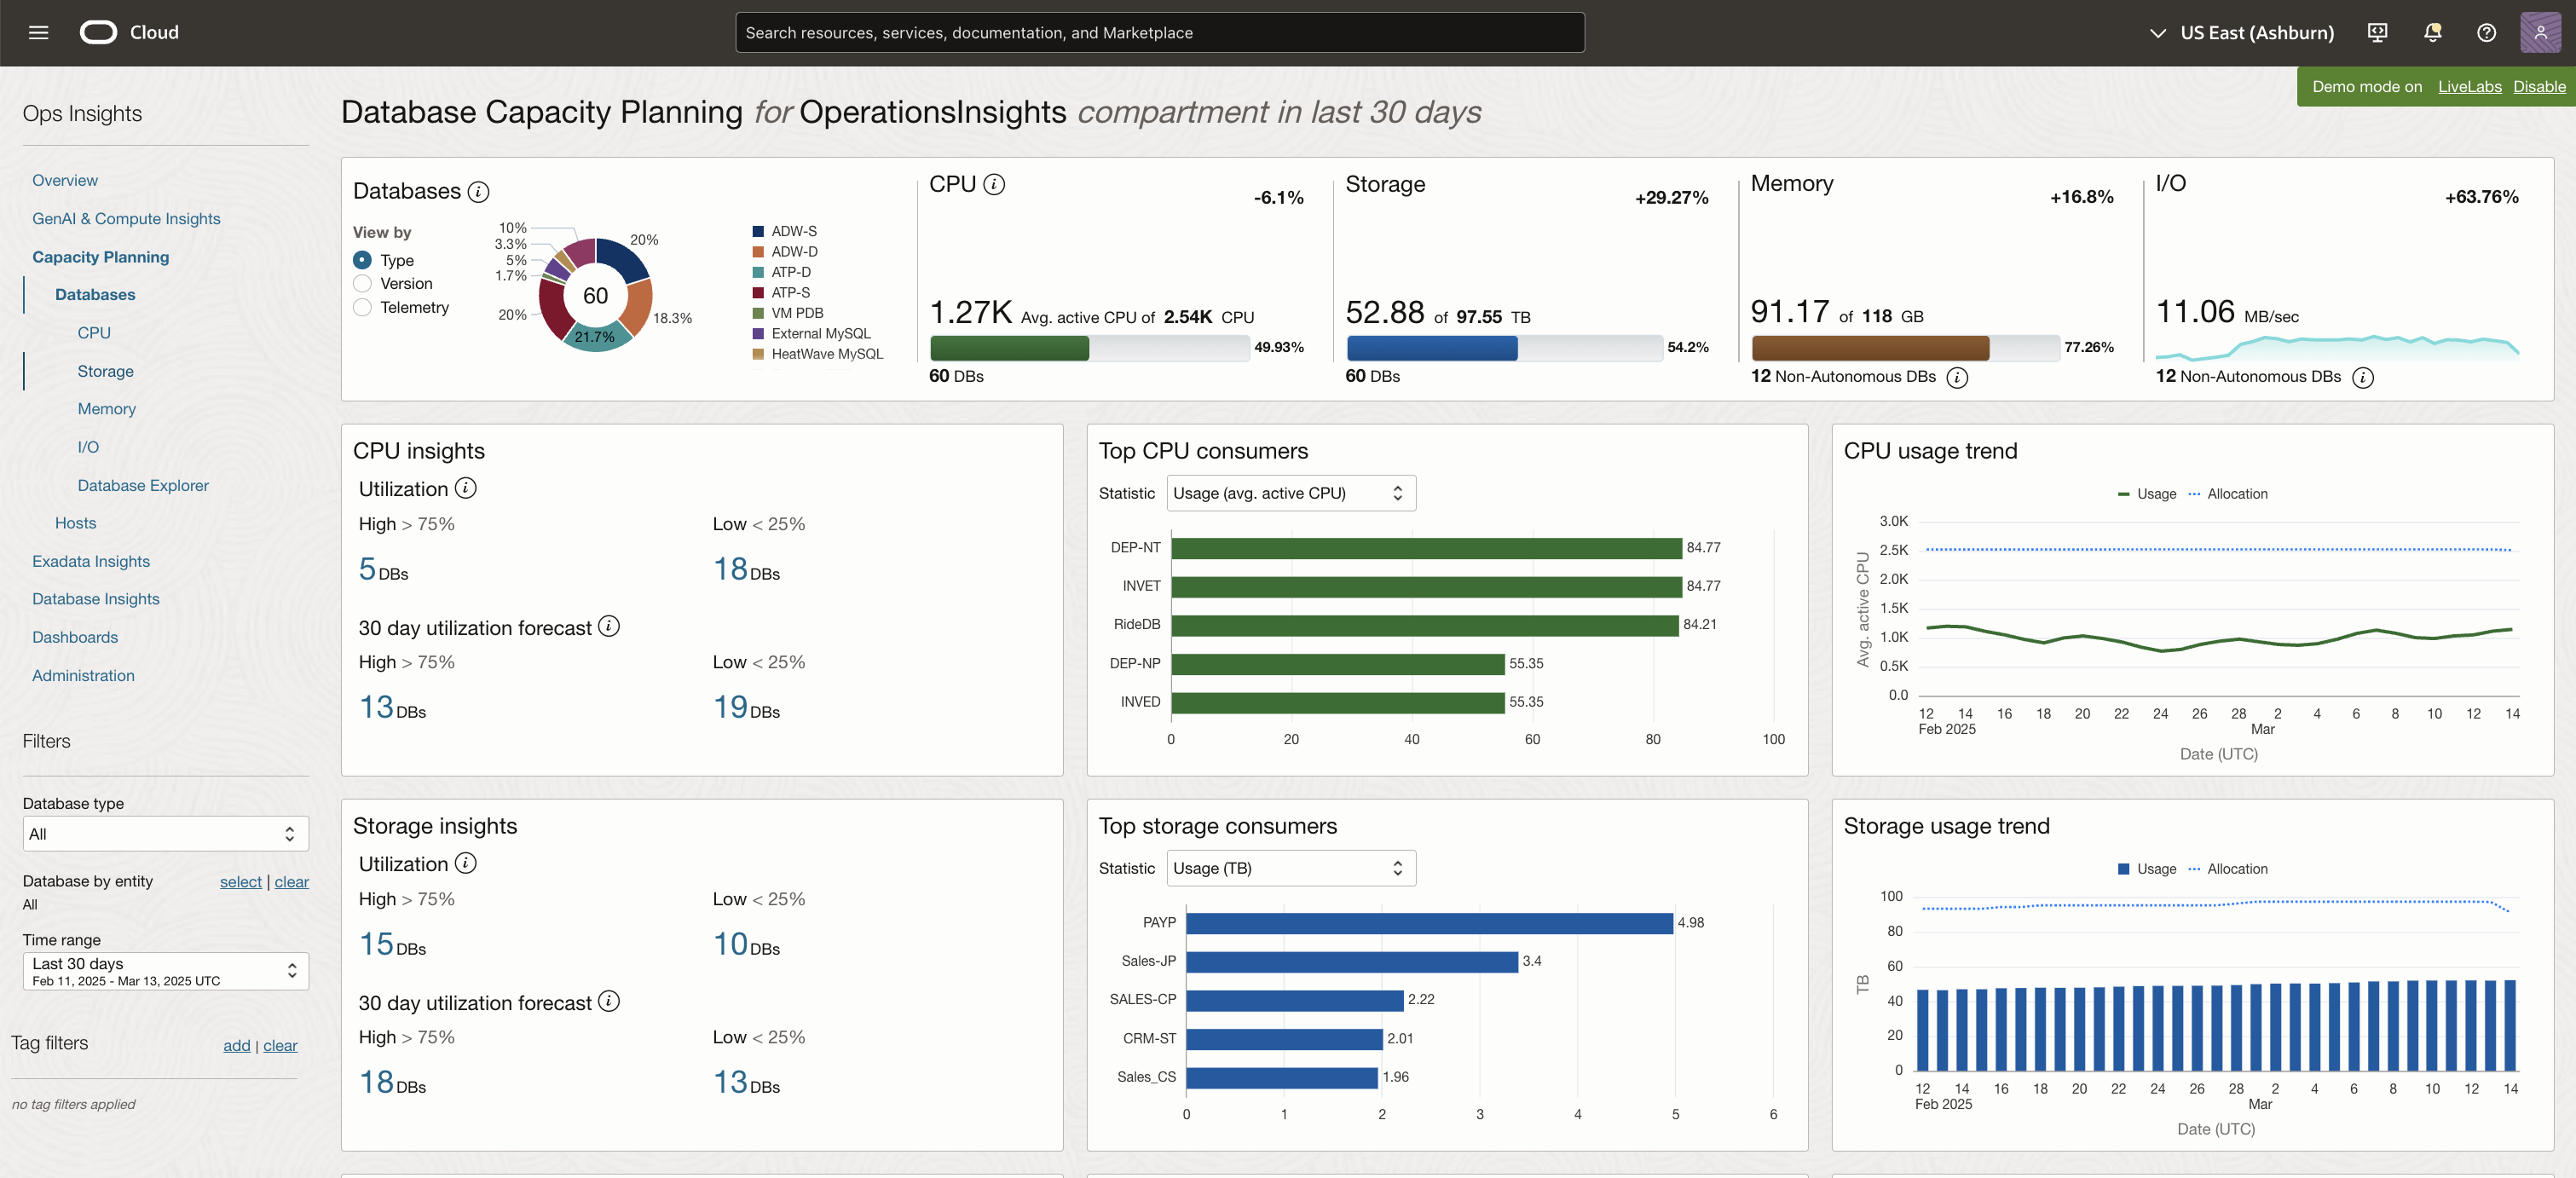 Cloud
Search resources, services, documentation, and Marketplace
US East (Ashburn)
Demo mode on LiveLabs Disable
Ops Insights
Overview
GenAI & Compute Insights
Capacity Planning
Databases
CPU
Storage
Memory
I/O
Database Explorer
Hosts
Exadata Insights
Database Insights
Dashboards
Administration
Filters
Database type
All
Database by entity select | clear
All
Time range
Last 30 days
Feb 11, 2025 - Mar 13, 2025 UTC
Tag filters add | clear
no tag filters applied
Database Capacity Planning for OperationsInsights compartment in last 30 days
Databases
View by
Type
Version
Telemetry
10%
3.3%
5%
1.7%
20%
20%
18.3%
21.7%
60
ADW-S
ADW-D
ATP-D
ATP-S
VM PDB
External MySQL
HeatWave MySQL
CPU
-6.1%
1.27K Avg. active CPU of 2.54K CPU
49.93%
60 DBs
Storage
+29.27%
52.88 of 97.55 TB
54.2%
60 DBs
Memory
+16.8%
91.17 of 118 GB
77.26%
12 Non-Autonomous DBs
I/O
+63.76%
11.06 MB/sec
12 Non-Autonomous DBs
CPU insights
Utilization
High > 75% Low < 25%
5 DBs 18 DBs
30 day utilization forecast
High > 75% Low < 25%
13 DBs 19 DBs
Top CPU consumers
Statistic Usage (avg. active CPU)
DEP-NT 84.77
INVET 84.77
RideDB 84.21
DEP-NP 55.35
INVED 55.35
0 20 40 60 80 100
CPU usage trend
Usage Allocation
Avg. active CPU
3.0K
2.5K
2.0K
1.5K
1.0K
0.5K
0.0
12 14 16 18 20 22 24 26 28 2 4 6 8 10 12 14
Feb 2025 Mar
Date (UTC)
Storage insights
Utilization
High > 75% Low < 25%
15 DBs 10 DBs
30 day utilization forecast
High > 75% Low < 25%
18 DBs 13 DBs
Top storage consumers
Statistic Usage (TB)
PAYP 4.98
Sales-JP 3.4
SALES-CP 2.22
CRM-ST 2.01
Sales_CS 1.96
0 1 2 3 4 5 6
Storage usage trend
Usage Allocation
TB
100
80
60
40
20
0
12 14 16 18 20 22 24 26 28 2 4 6 8 10 12 14
Feb 2025 Mar
Date (UTC)